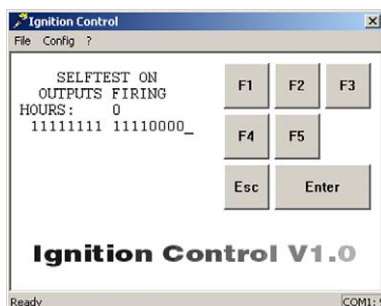 Ignition Control
File Config ?
SELFTEST ON
OUTPUTS FIRING
HOURS: 0
11111111 11110000_
F1 F2 F3
F4 F5
Esc Enter
Ignition Control V1.0
Ready COM1: